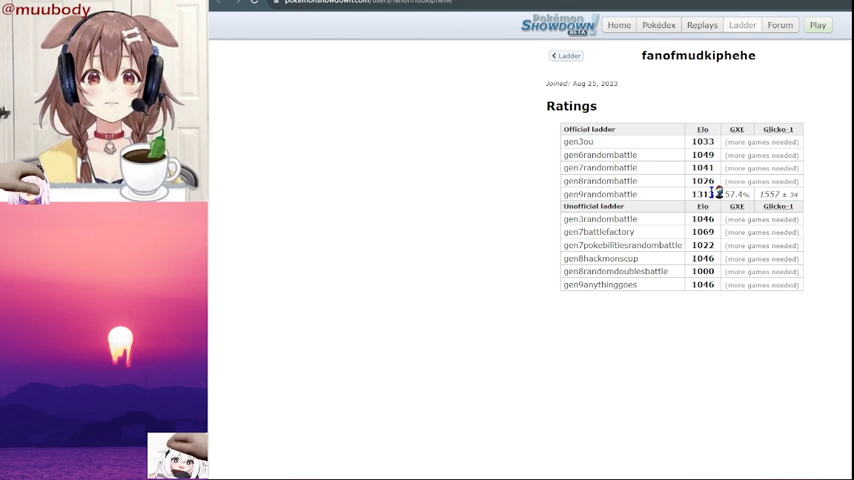 @muubody
pokemonshowdown.com/users/fanofmudkiphehe
Pokémon
SHOWDOWN
BETA
Home
Pokédex
Replays
Ladder
Forum
Play
Ladder
fanofmudkiphehe
Joined: Aug 25, 2023
Ratings
Official ladder Elo GXE Glicko-1
gen3ou 1033 (more games needed)
gen6randombattle 1049 (more games needed)
gen7randombattle 1041 (more games needed)
gen8randombattle 1026 (more games needed)
gen9randombattle 57.4% 1557 ± 34
Unofficial ladder Elo GXE Glicko-1
gen3randombattle 1046 (more games needed)
gen7battlefactory 1069 (more games needed)
gen7pokebilitiesrandombattle 1022 (more games needed)
gen8hackmonscup 1046 (more games needed)
gen8randomdoublesbattle 1000 (more games needed)
gen9anythinggoes 1046 (more games needed)